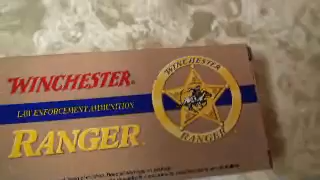 WINCHESTER
LAW ENFORCEMENT AMMUNITION
RANGER
WINCHESTER
RANGER